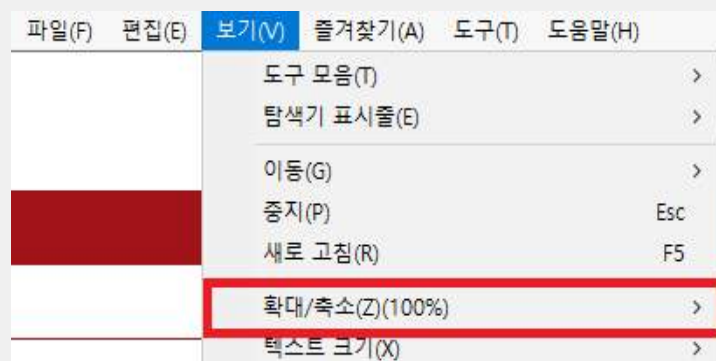 파일(F) 편집(E) 보기(V) 즐겨찾기(A) 도구(T) 도움말(H)
도구 모음(T) >
탐색기 표시줄(E) >
이동(G) >
중지(P) Esc
새로 고침(R) F5
확대/축소(Z)(100%) >
텍스트 크기(X) >